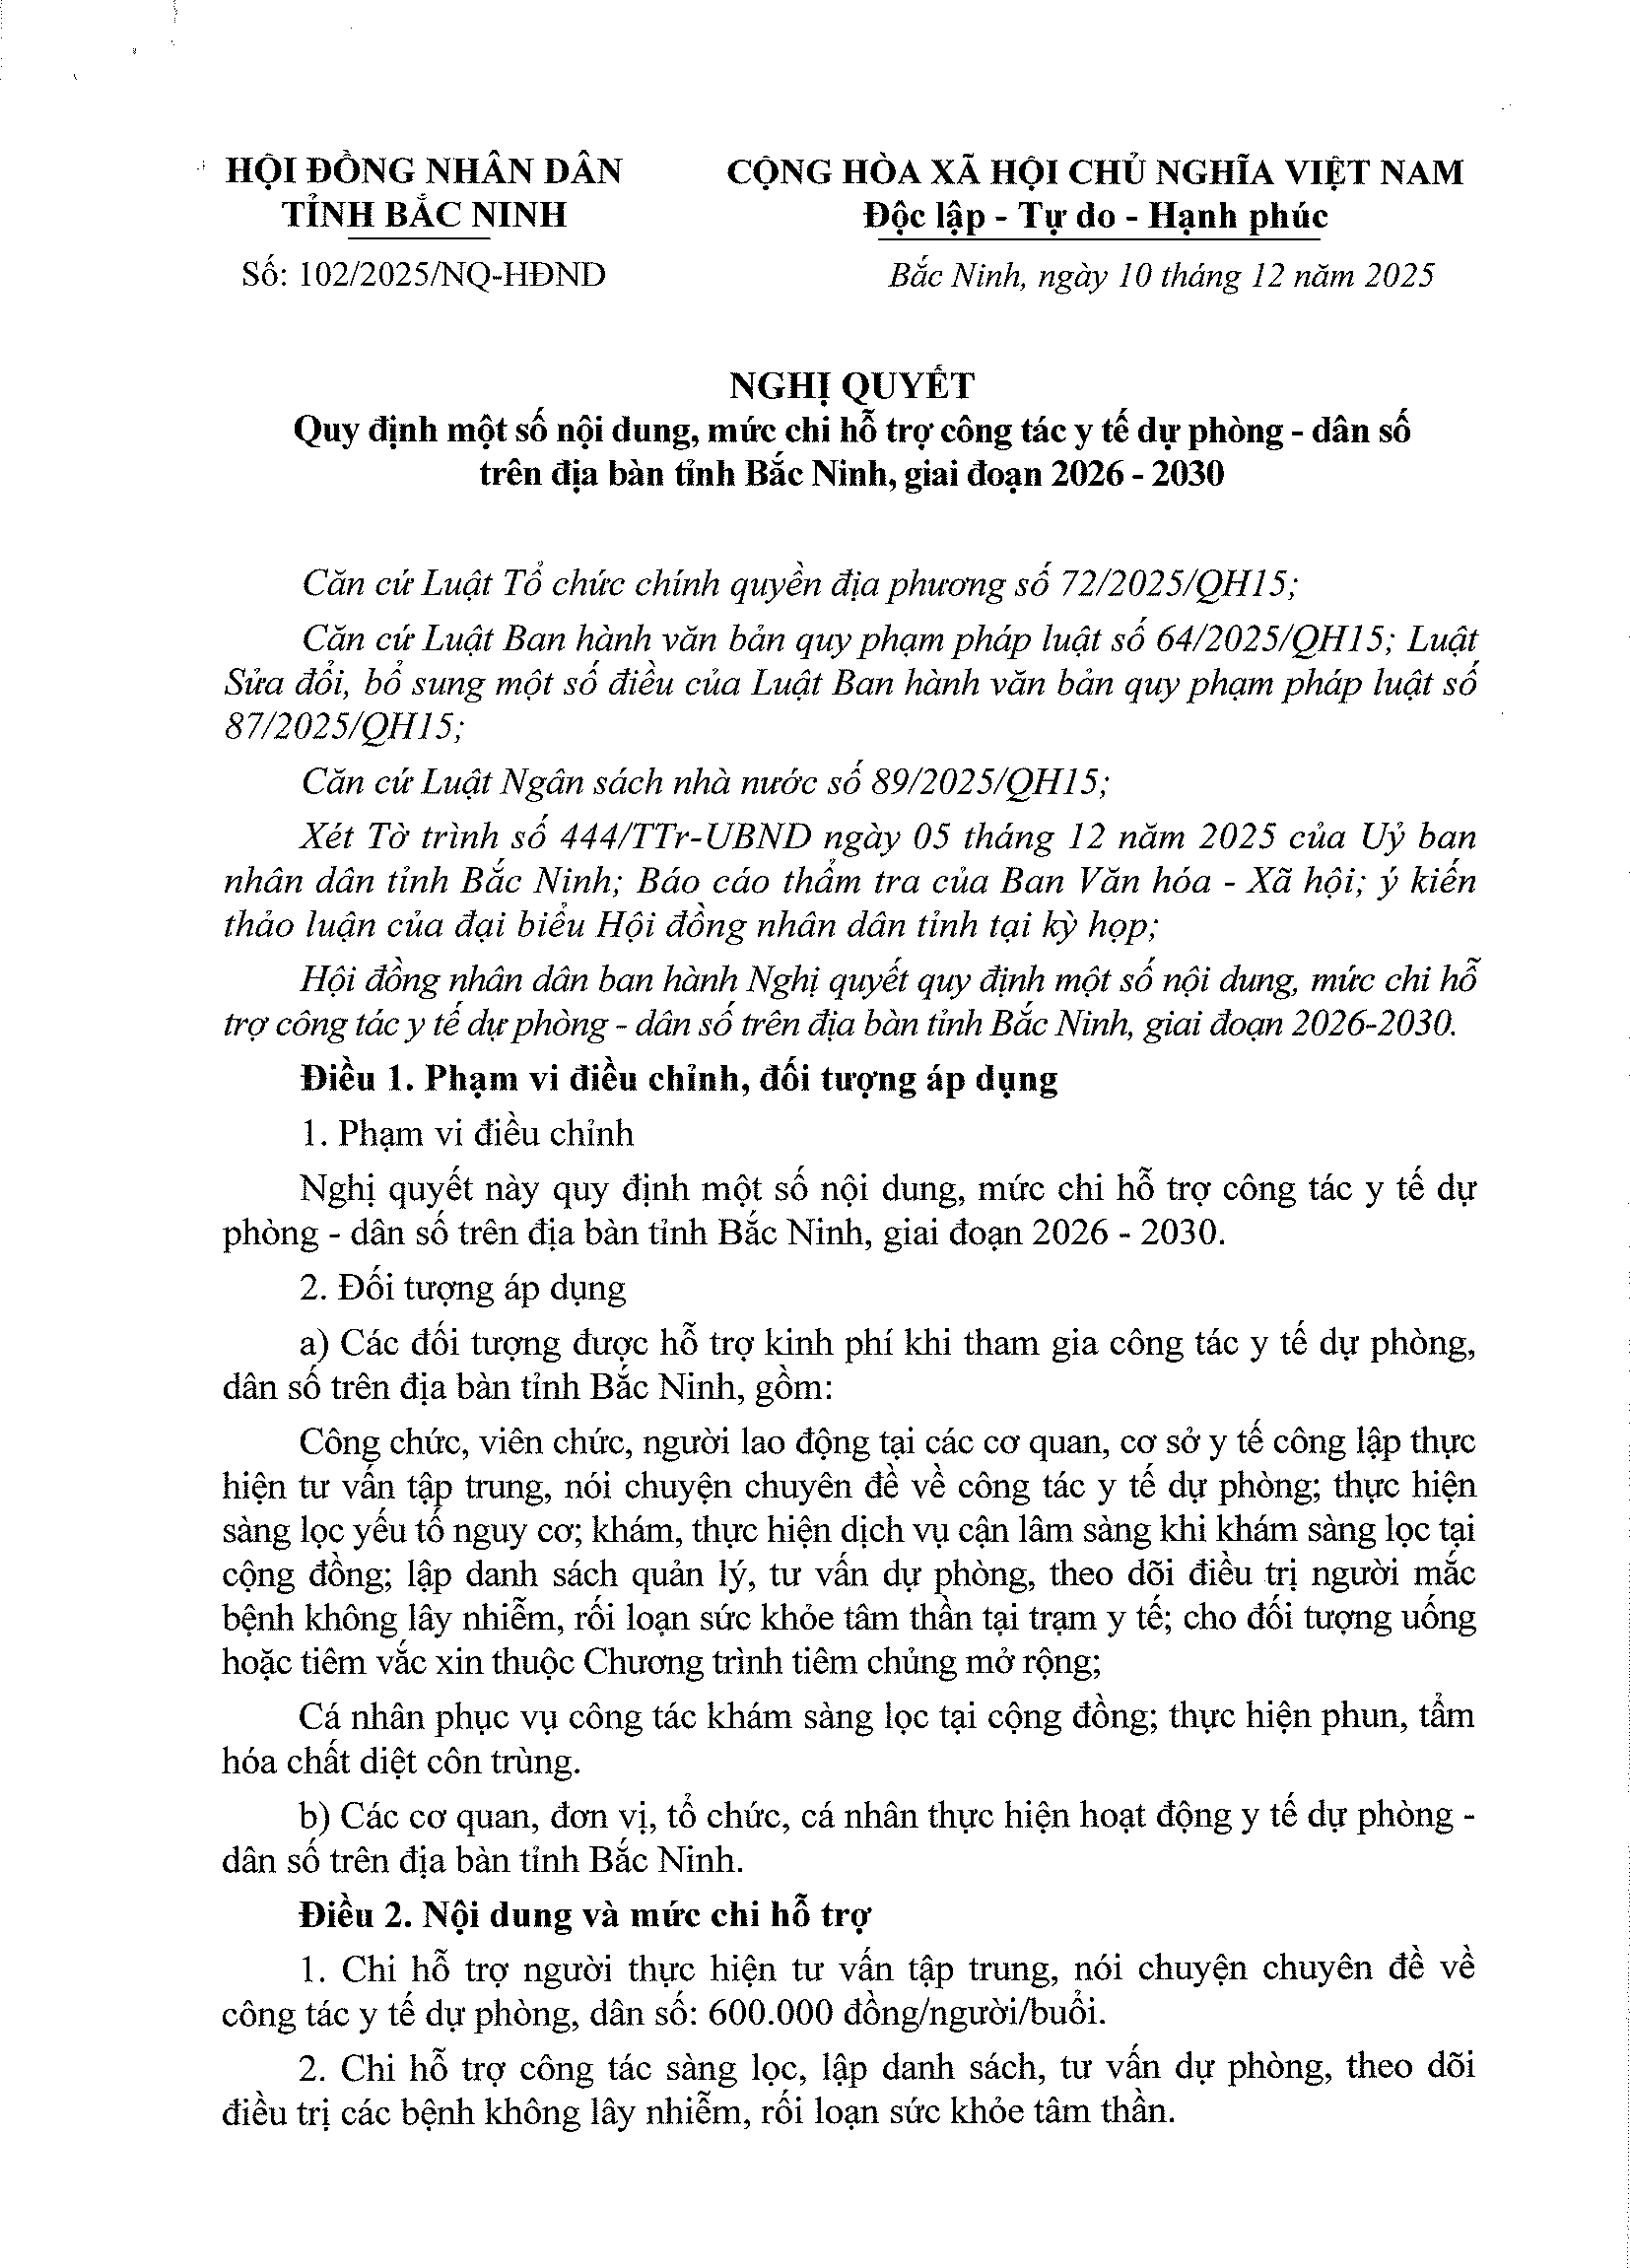 HỘI ĐỒNG NHÂN DÂN
TỈNH BẮC NINH
Số: 102/2025/NQ-HĐND
CỘNG HÒA XÃ HỘI CHỦ NGHĨA VIỆT NAM
Độc lập - Tự do - Hạnh phúc
Bắc Ninh, ngày 10 tháng 12 năm 2025
NGHỊ QUYẾT
Quy định một số nội dung, mức chi hỗ trợ công tác y tế dự phòng - dân số
trên địa bàn tỉnh Bắc Ninh, giai đoạn 2026 - 2030
Căn cứ Luật Tổ chức chính quyền địa phương số 72/2025/QH15;
Căn cứ Luật Ban hành văn bản quy phạm pháp luật số 64/2025/QH15; Luật
Sửa đổi, bổ sung một số điều của Luật Ban hành văn bản quy phạm pháp luật số
87/2025/QH15;
Căn cứ Luật Ngân sách nhà nước số 89/2025/QH15;
Xét Tờ trình số 444/TTr-UBND ngày 05 tháng 12 năm 2025 của Uỷ ban
nhân dân tỉnh Bắc Ninh; Báo cáo thẩm tra của Ban Văn hóa - Xã hội; ý kiến
thảo luận của đại biểu Hội đồng nhân dân tỉnh tại kỳ họp;
Hội đồng nhân dân ban hành Nghị quyết quy định một số nội dung, mức chi hỗ
trợ công tác y tế dự phòng - dân số trên địa bàn tỉnh Bắc Ninh, giai đoạn 2026-2030.
Điều 1. Phạm vi điều chỉnh, đối tượng áp dụng
1. Phạm vi điều chỉnh
Nghị quyết này quy định một số nội dung, mức chi hỗ trợ công tác y tế dự
phòng - dân số trên địa bàn tỉnh Bắc Ninh, giai đoạn 2026 - 2030.
2. Đối tượng áp dụng
a) Các đối tượng được hỗ trợ kinh phí khi tham gia công tác y tế dự phòng,
dân số trên địa bàn tỉnh Bắc Ninh, gồm:
Công chức, viên chức, người lao động tại các cơ quan, cơ sở y tế công lập thực
hiện tư vấn tập trung, nói chuyện chuyên đề về công tác y tế dự phòng; thực hiện
sàng lọc yếu tố nguy cơ; khám, thực hiện dịch vụ cận lâm sàng khi khám sàng lọc tại
cộng đồng; lập danh sách quản lý, tư vấn dự phòng, theo dõi điều trị người mắc
bệnh không lây nhiễm, rối loạn sức khỏe tâm thần tại trạm y tế; cho đối tượng uống
hoặc tiêm vắc xin thuộc Chương trình tiêm chủng mở rộng;
Cá nhân phục vụ công tác khám sàng lọc tại cộng đồng; thực hiện phun, tẩm
hóa chất diệt côn trùng.
b) Các cơ quan, đơn vị, tổ chức, cá nhân thực hiện hoạt động y tế dự phòng -
dân số trên địa bàn tỉnh Bắc Ninh.
Điều 2. Nội dung và mức chi hỗ trợ
1. Chi hỗ trợ người thực hiện tư vấn tập trung, nói chuyện chuyên đề về
công tác y tế dự phòng, dân số: 600.000 đồng/người/buổi.
2. Chi hỗ trợ công tác sàng lọc, lập danh sách, tư vấn dự phòng, theo dõi
điều trị các bệnh không lây nhiễm, rối loạn sức khỏe tâm thần.